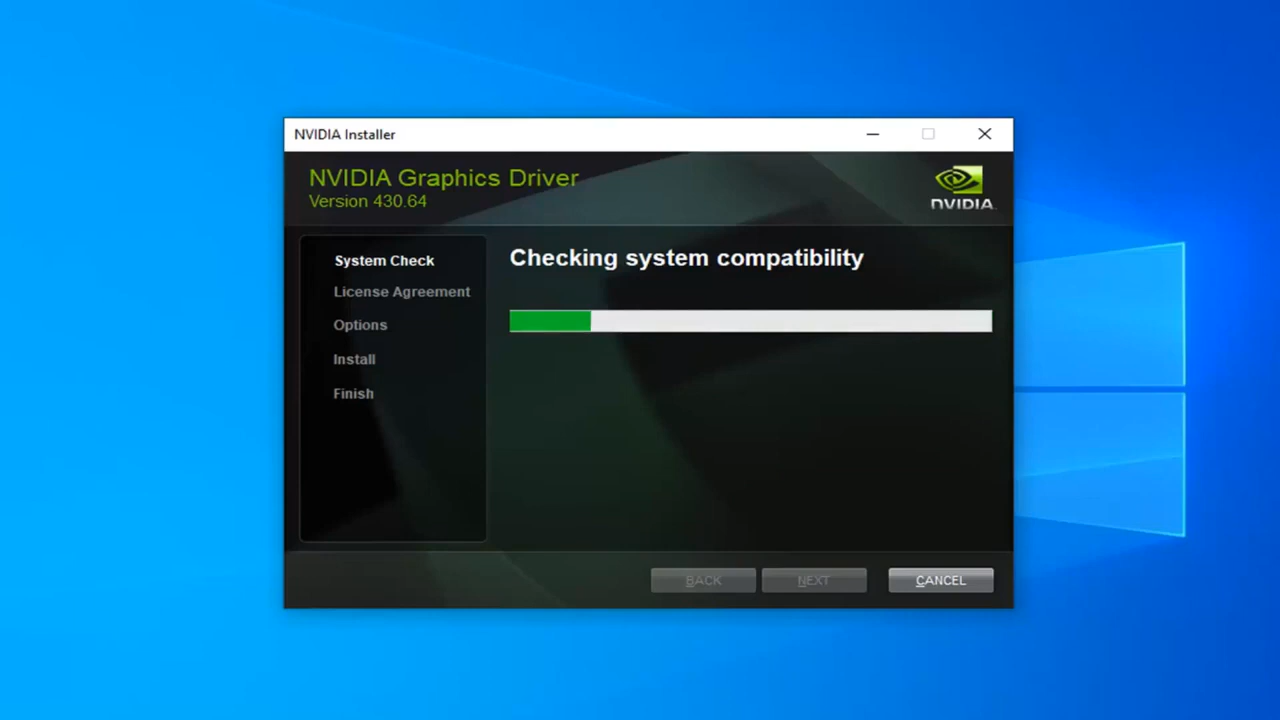 NVIDIA Installer
NVIDIA Graphics Driver
Version 430.64
NVIDIA.
System Check
License Agreement
Options
Install
Finish
Checking system compatibility
BACK
NEXT
CANCEL